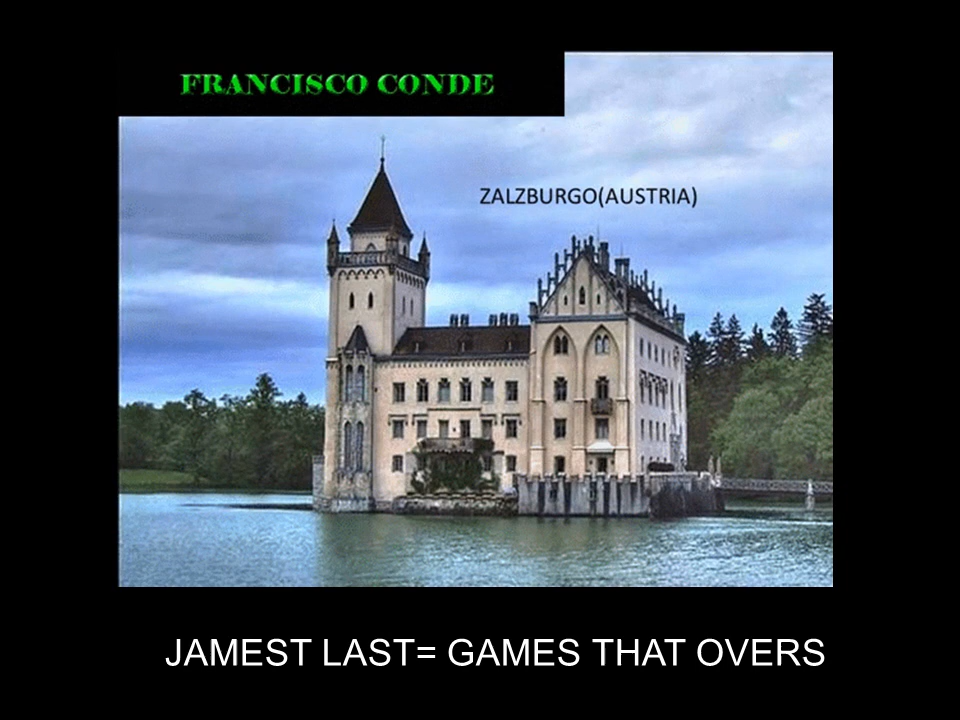 FRANCISCO CONDE
ZALZBURGO(AUSTRIA)
JAMEST LAST= GAMES THAT OVERS